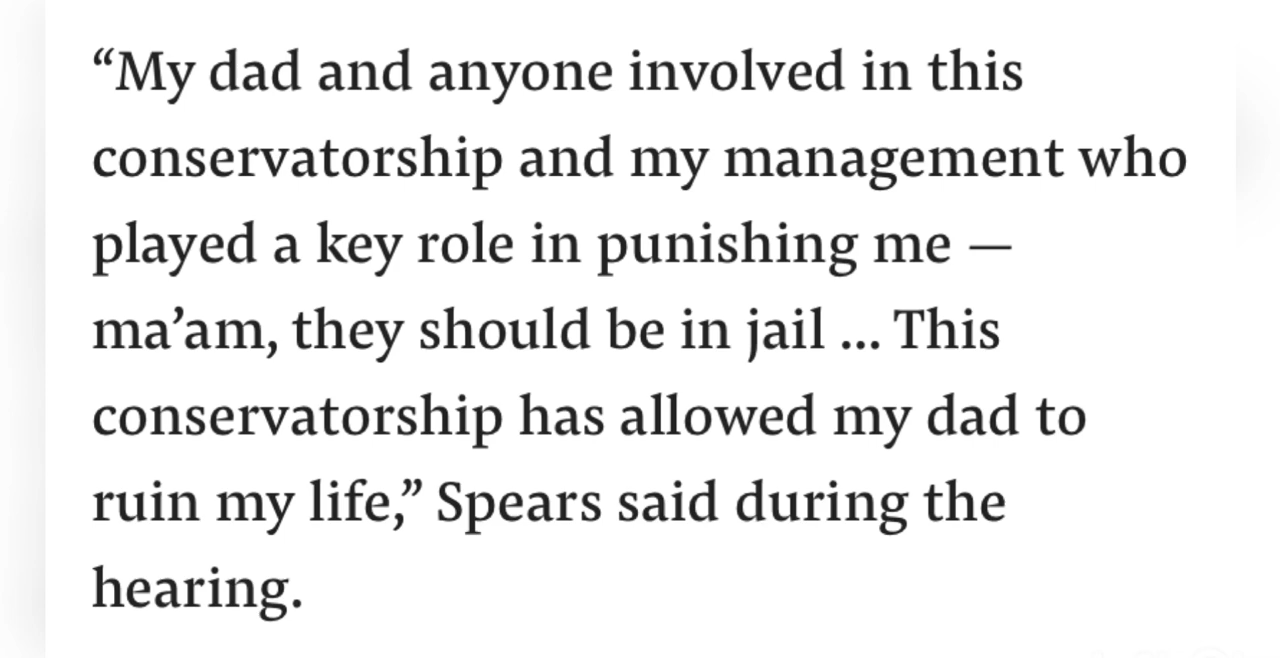 “My dad and anyone involved in this
conservatorship and my management who
played a key role in punishing me —
ma’am, they should be in jail ... This
conservatorship has allowed my dad to
ruin my life,” Spears said during the
hearing.